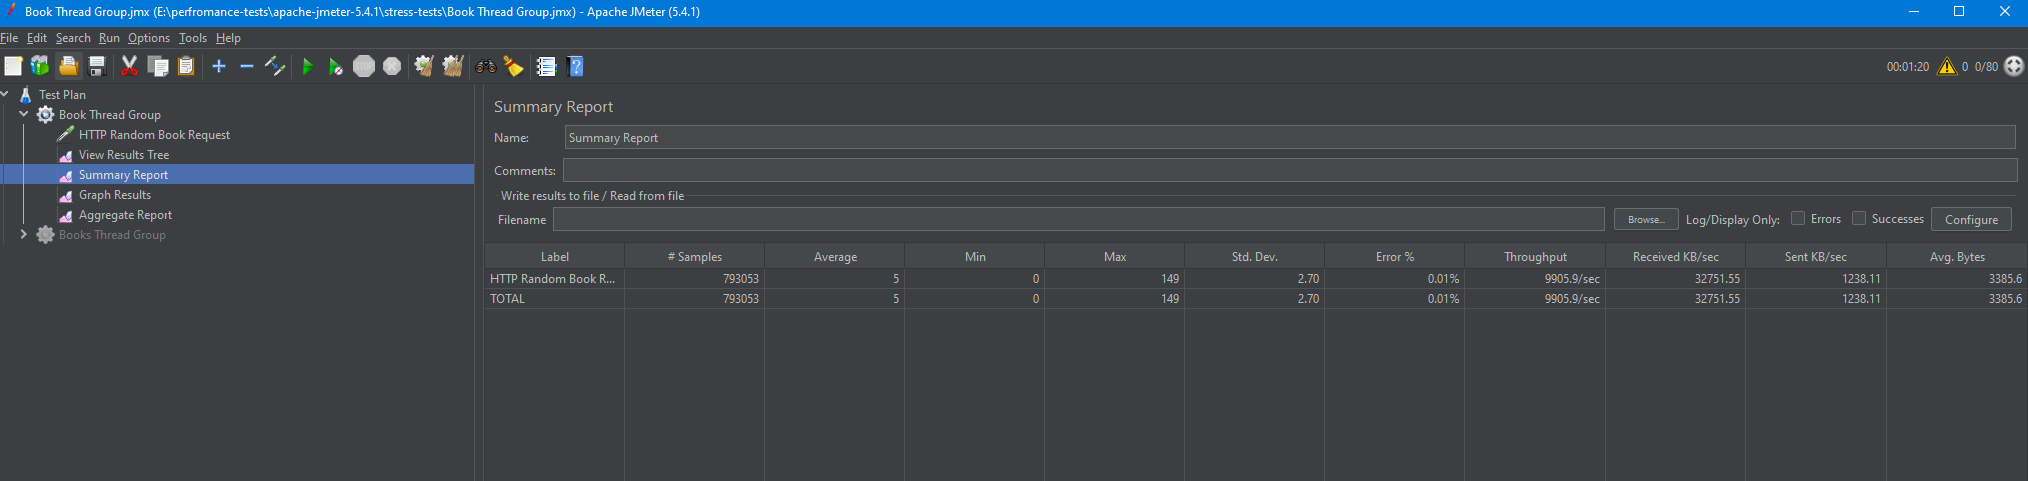 Book Thread Group.jmx (E:\perfromance-tests\apache-jmeter-5.4.1\stress-tests\Book Thread Group.jmx) - Apache JMeter (5.4.1)
File Edit Search Run Options Tools Help
00:01:20 0 0/80
Test Plan
Book Thread Group
HTTP Random Book Request
View Results Tree
Summary Report
Graph Results
Aggregate Report
Books Thread Group
Summary Report
Name: Summary Report
Comments:
Write results to file / Read from file
Filename Browse... Log/Display Only: Errors Successes Configure
Label # Samples Average Min Max Std. Dev. Error % Throughput Received KB/sec Sent KB/sec Avg. Bytes
HTTP Random Book R... 793053 5 0 149 2.70 0.01% 9905.9/sec 32751.55 1238.11 3385.6
TOTAL 793053 5 0 149 2.70 0.01% 9905.9/sec 32751.55 1238.11 3385.6